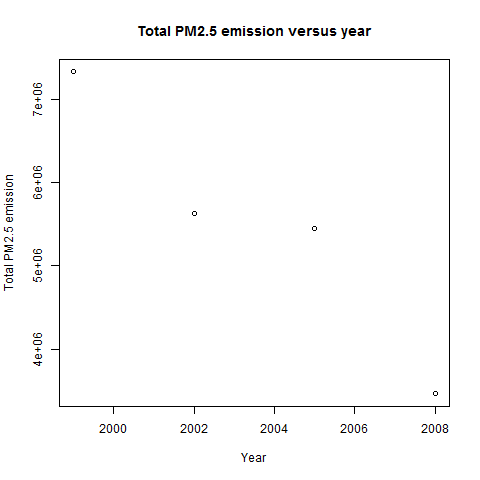 Total PM2.5 emission versus year
Total PM2.5 emission
7e+06
6e+06
5e+06
4e+06
2000
2002
2004
2006
2008
Year